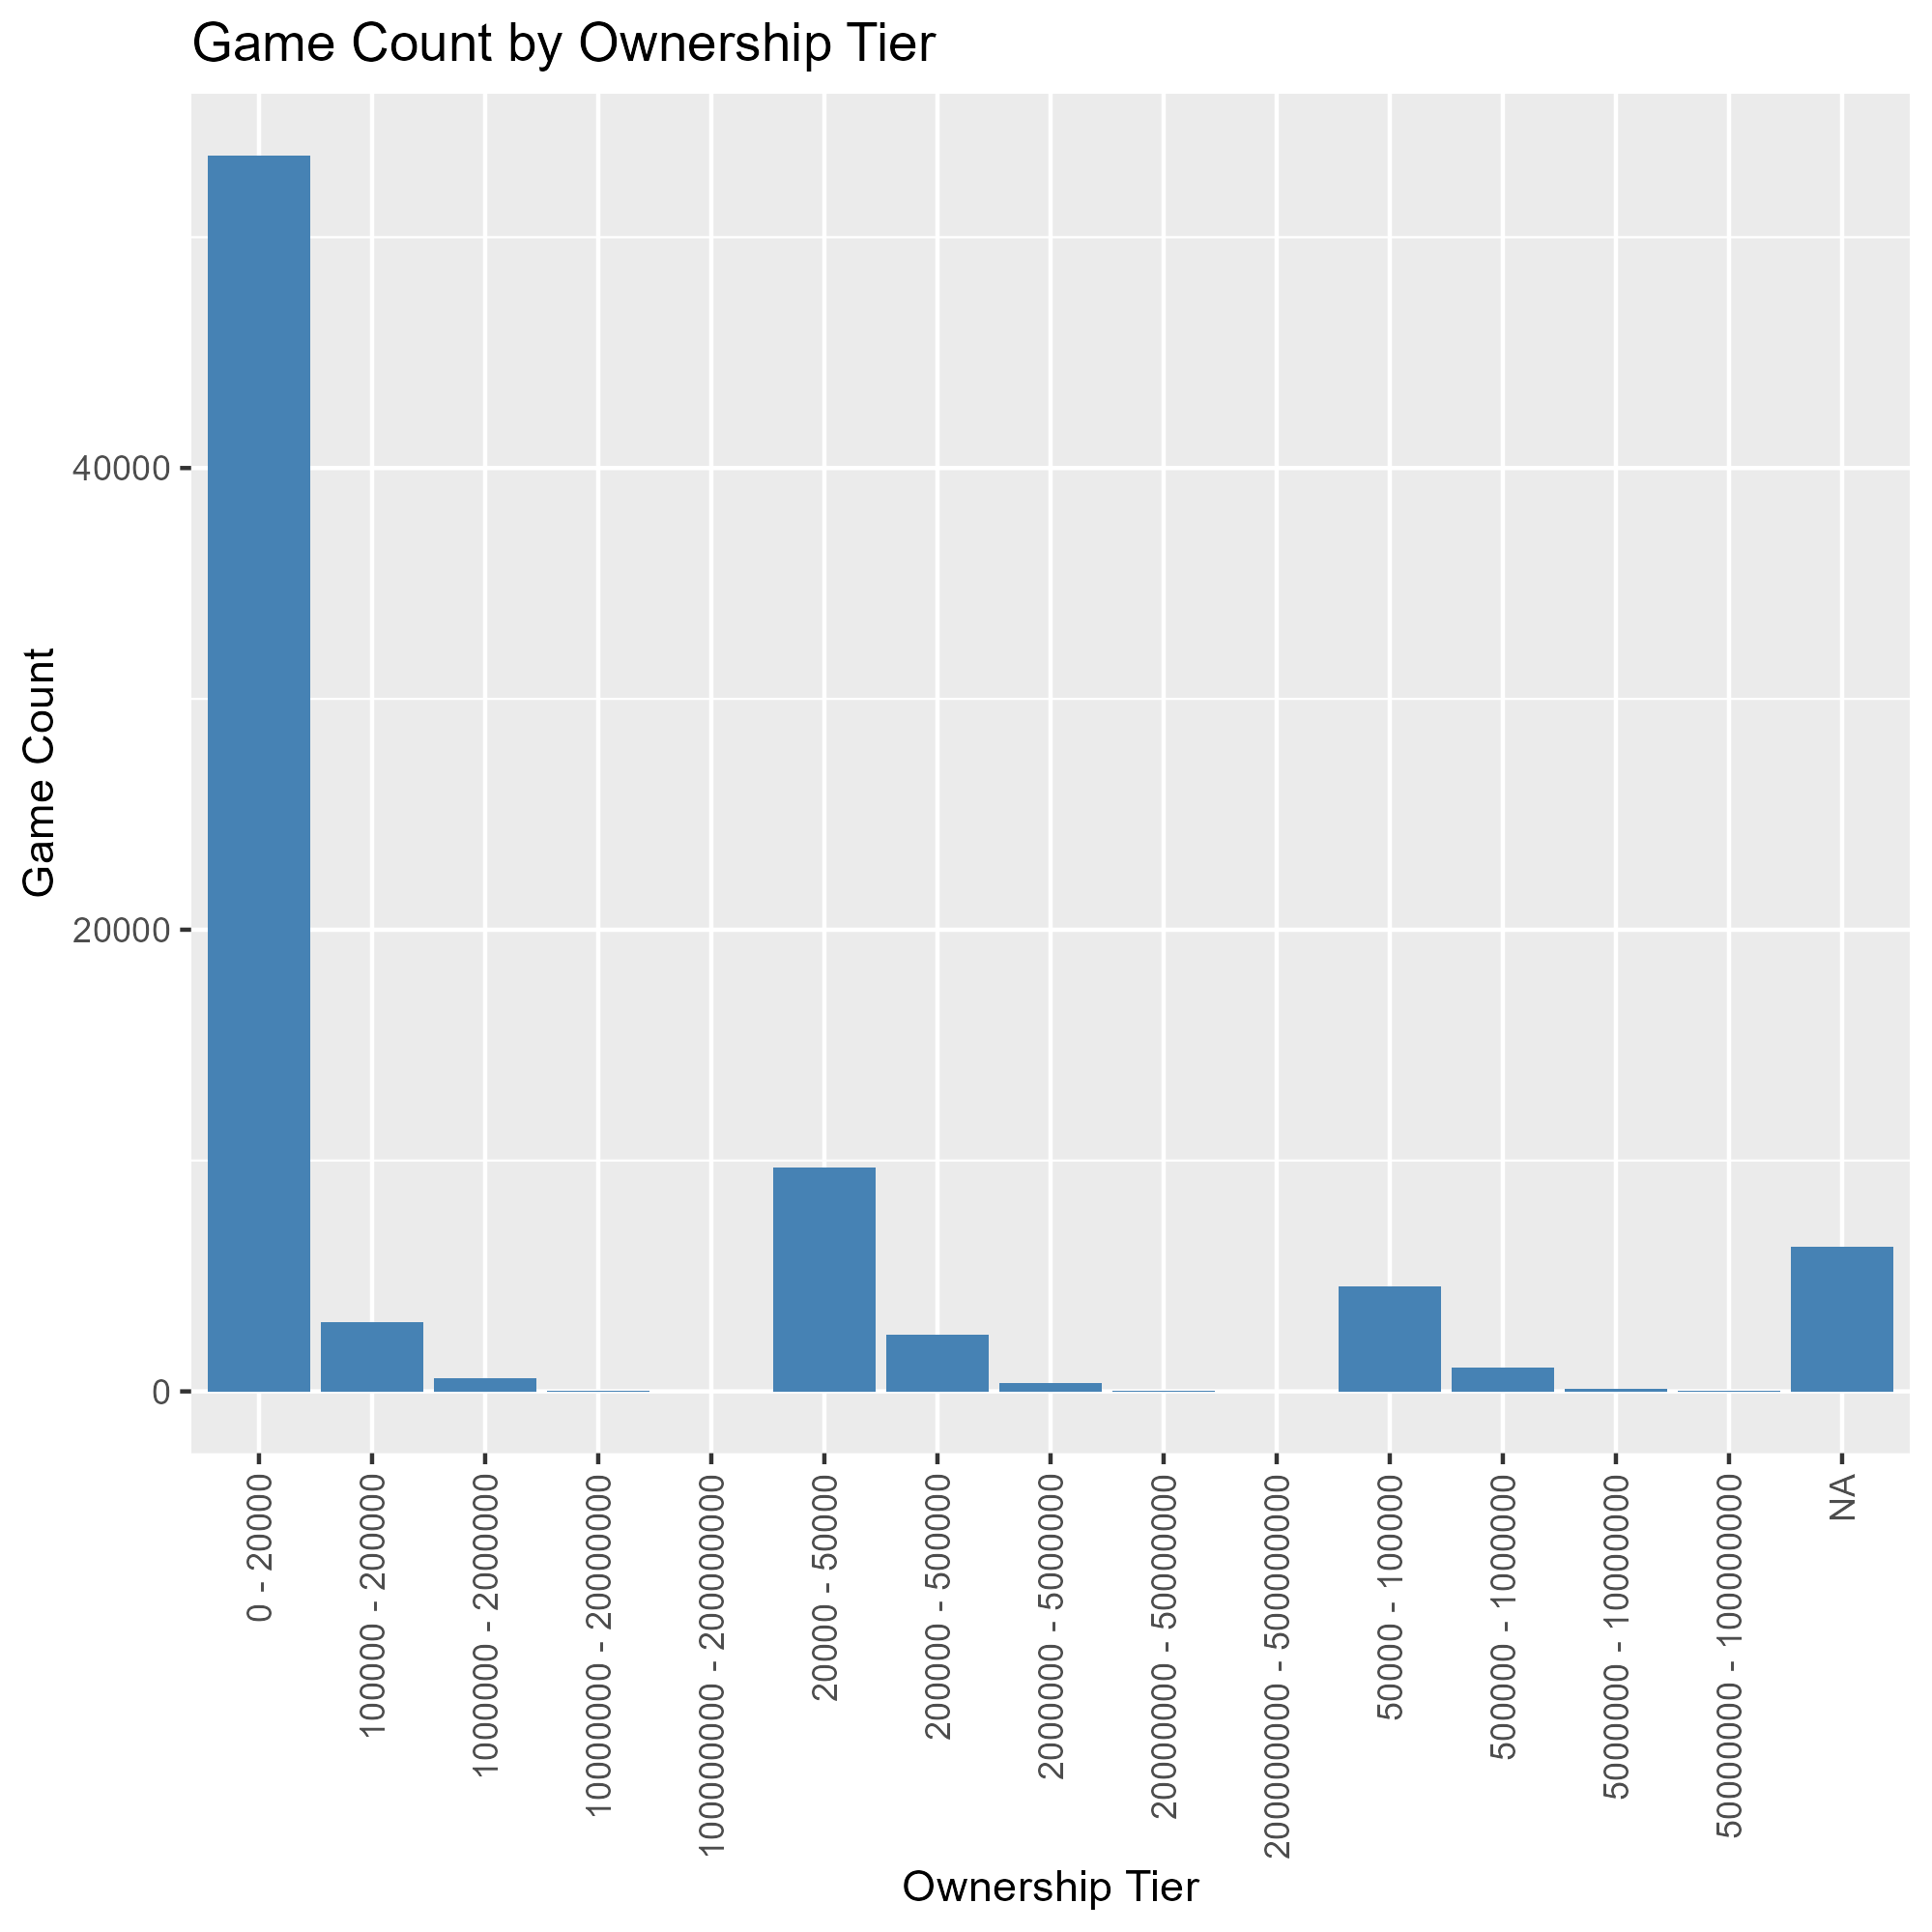 Game Count by Ownership Tier
Game Count
40000
20000
0
0 - 20000
100000 - 200000
1000000 - 2000000
10000000 - 20000000
100000000 - 200000000
20000 - 50000
200000 - 500000
2000000 - 5000000
20000000 - 50000000
200000000 - 500000000
50000 - 100000
500000 - 1000000
5000000 - 10000000
50000000 - 100000000
NA
Ownership Tier